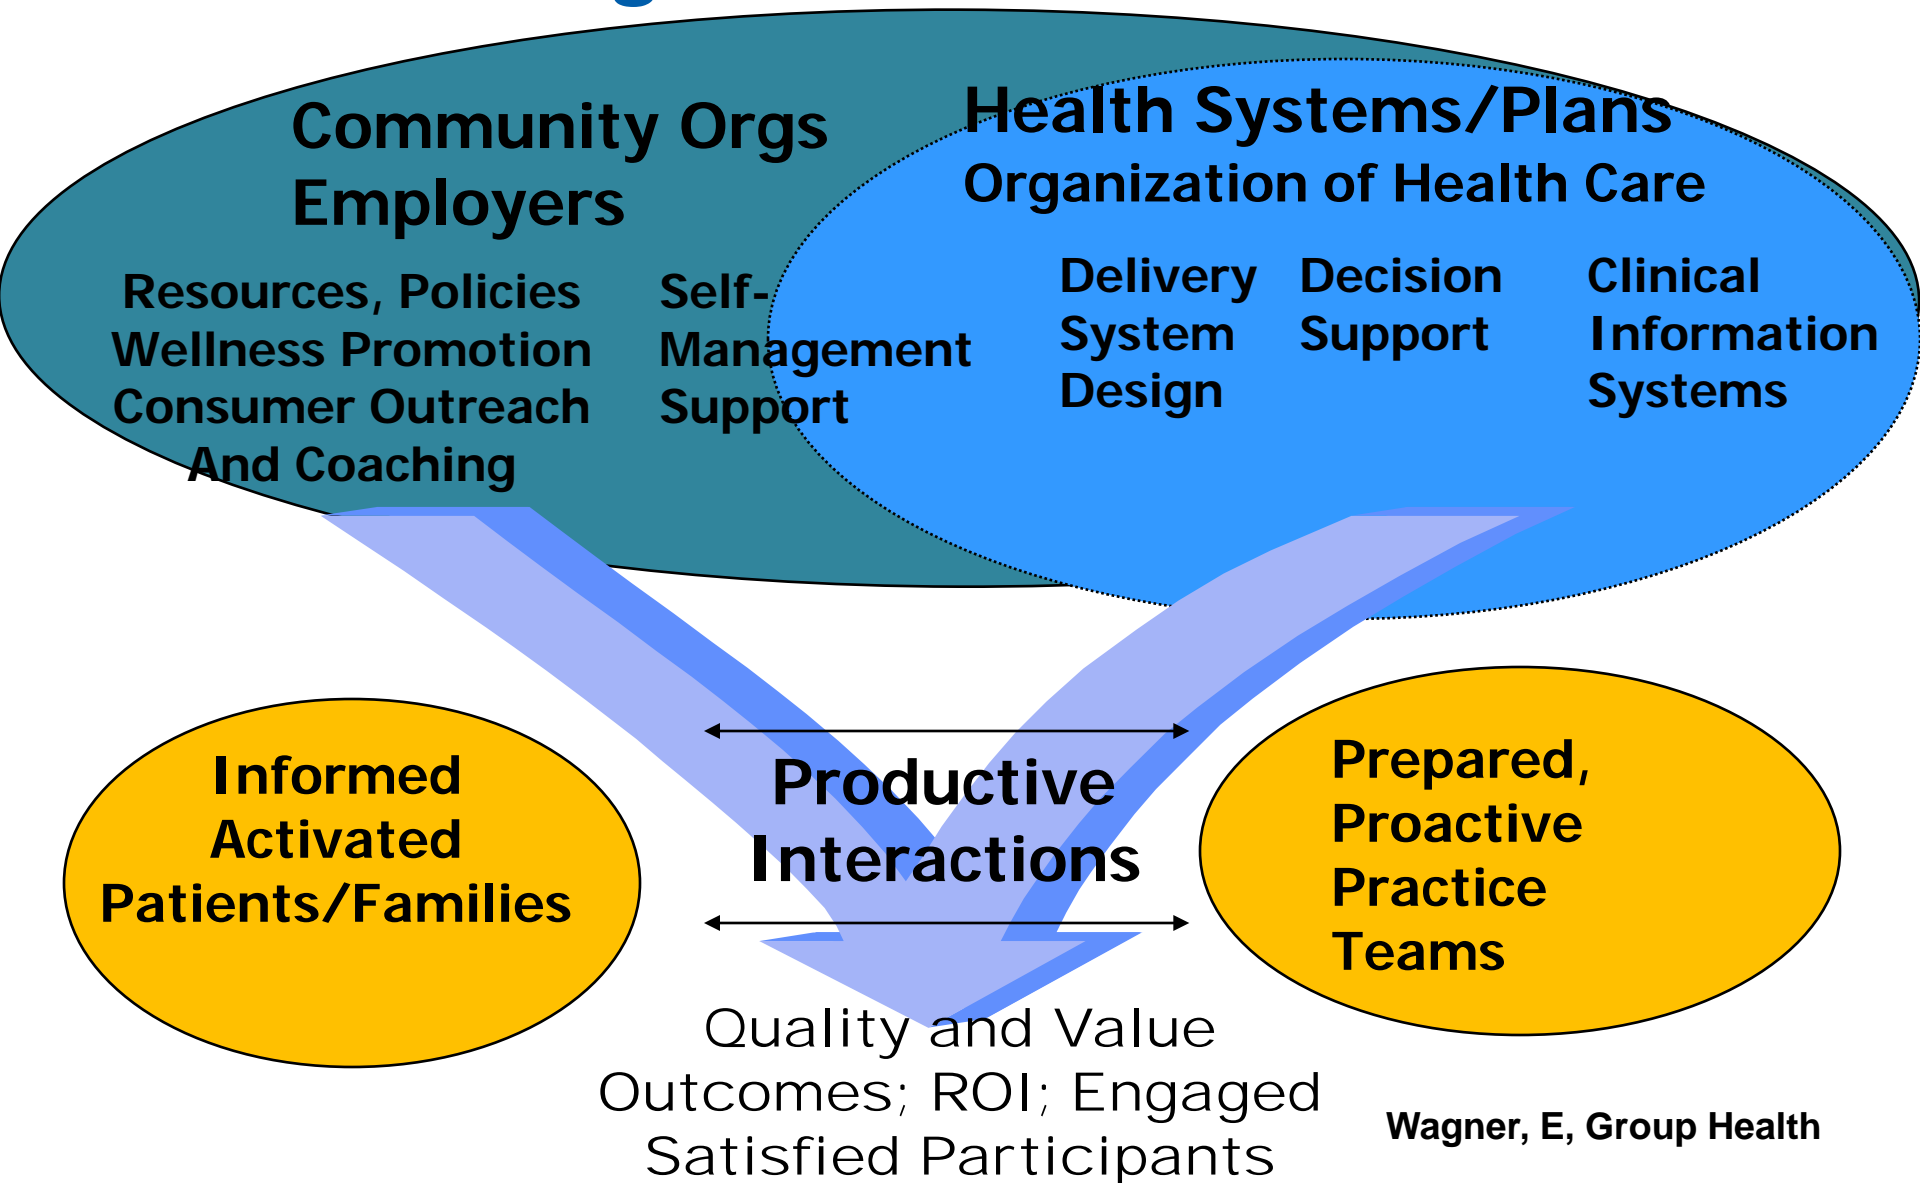 Community Orgs
Employers
Health Systems/Plans
Organization of Health Care
Resources, Policies
Wellness Promotion
Consumer Outreach
And Coaching
Self-
Management
Support
Delivery
System
Design
Decision
Support
Clinical
Information
Systems
Informed
Activated
Patients/Families
Productive
Interactions
Prepared,
Proactive
Practice
Teams
Quality and Value
Outcomes; ROI; Engaged
Satisfied Participants
Wagner, E, Group Health